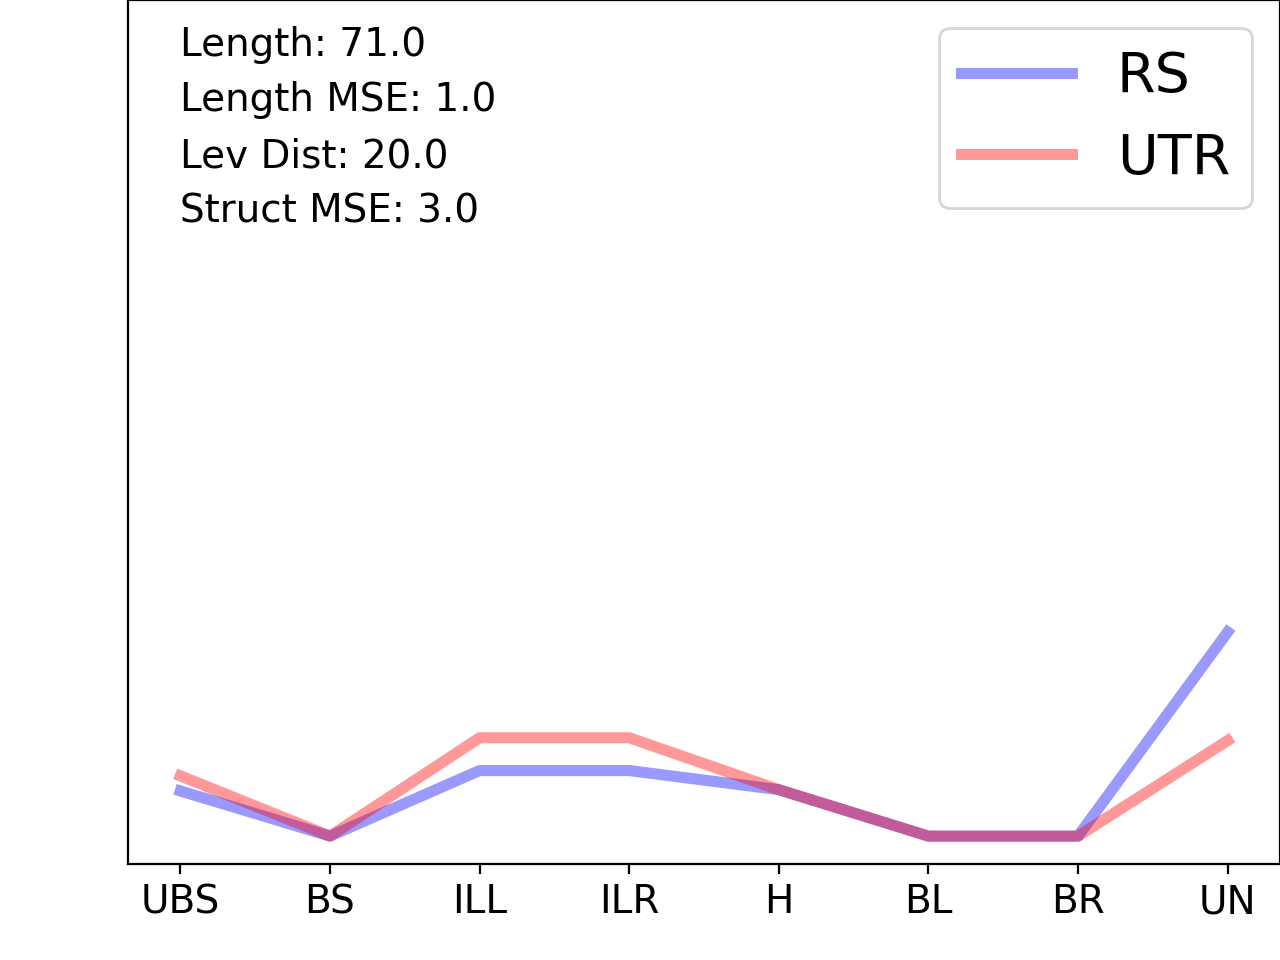 Length: 71.0
Length MSE: 1.0
Lev Dist: 20.0
Struct MSE: 3.0
RS
UTR
UBS BS ILL ILR H BL BR UN